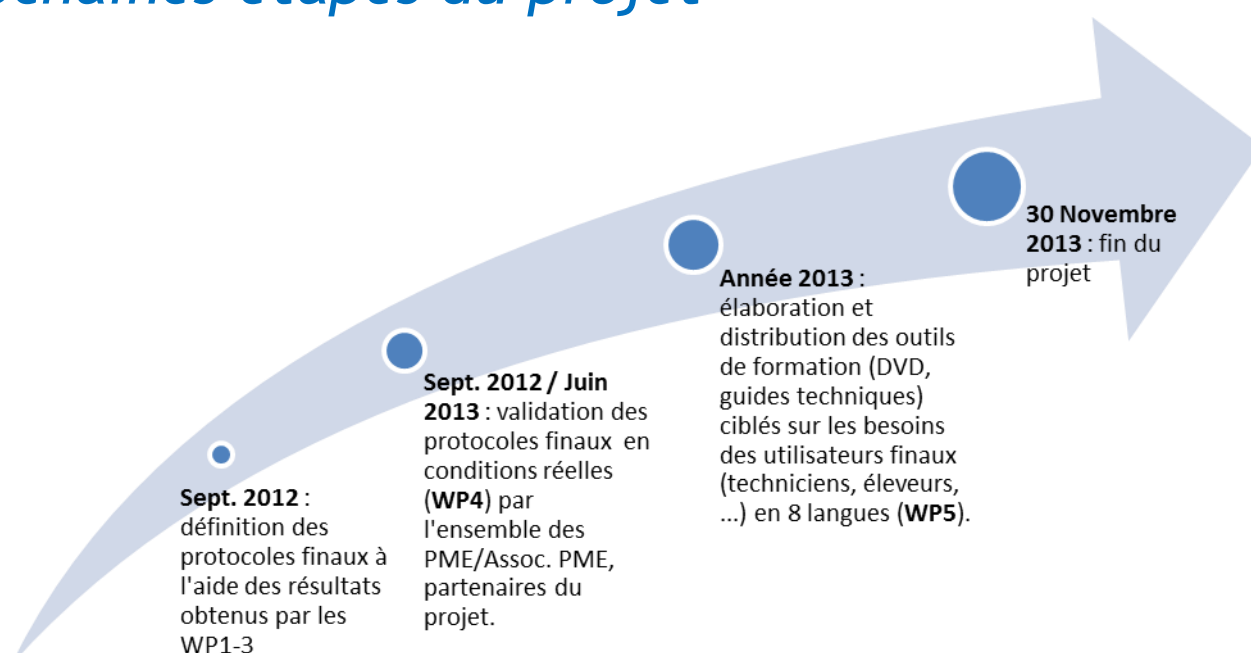 étapes du projet
Sept. 2012 :
définition des
protocoles finaux à
l'aide des résultats
obtenus par les
WP1-3
Sept. 2012 / Juin
2013 : validation des
protocoles finaux en
conditions réelles
(WP4) par
l'ensemble des
PME/Assoc. PME,
partenaires du
projet.
Année 2013 :
élaboration et
distribution des outils
de formation (DVD,
guides techniques)
ciblés sur les besoins
des utilisateurs finaux
(techniciens, éleveurs,
...) en 8 langues (WP5).
30 Novembre
2013 : fin du
projet